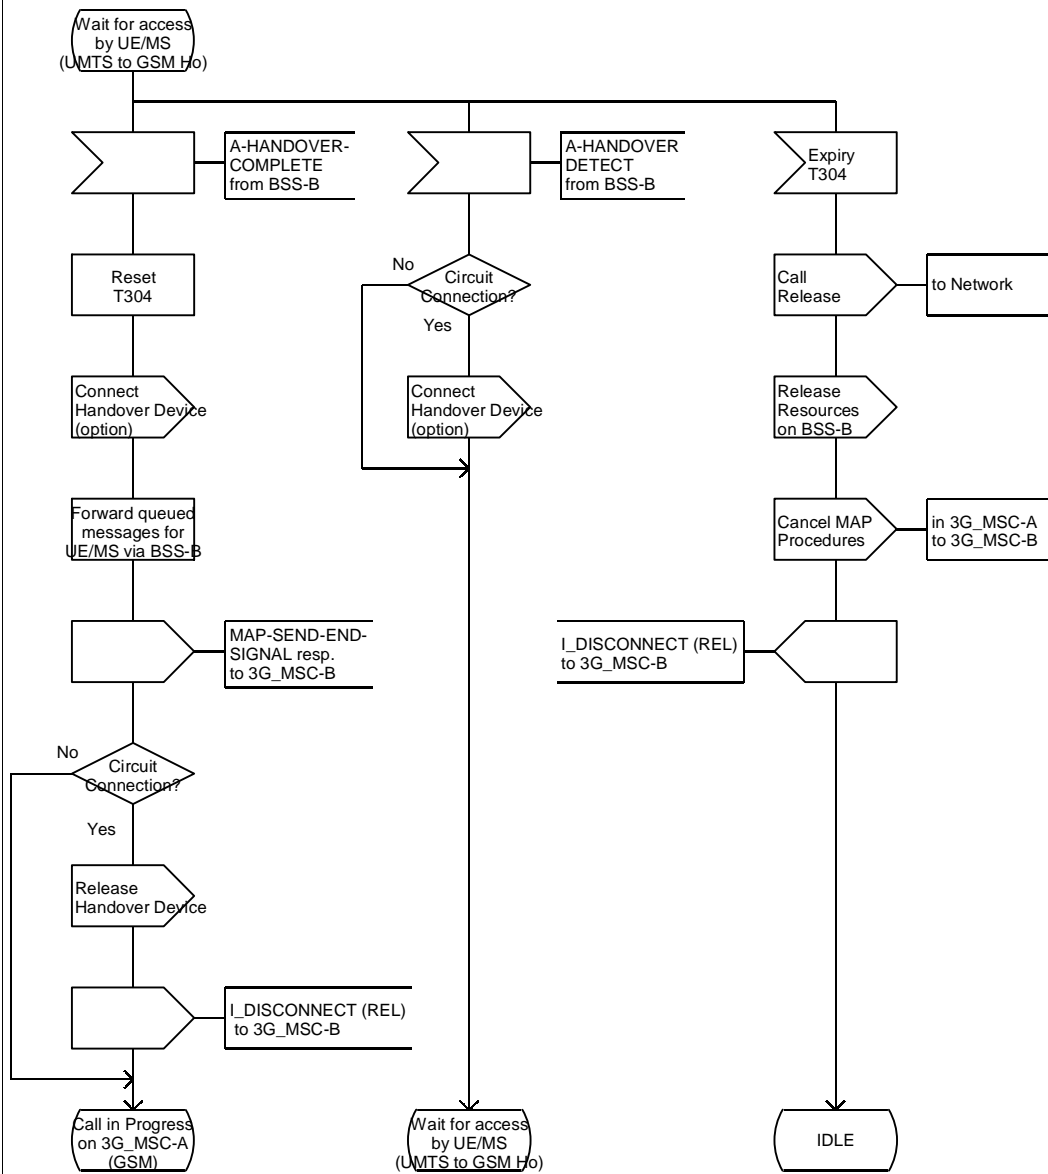 Wait for access
by UE/MS
(UMTS to GSM Ho)
A-HANDOVER-
COMPLETE
from BSS-B
A-HANDOVER
DETECT
from BSS-B
Expiry
T304
Reset
T304
No
Circuit
Connection?
Yes
Call
Release
to Network
Connect
Handover Device
(option)
Connect
Handover Device
(option)
Release
Resources
on BSS-B
Forward queued
messages for
UE/MS via BSS-B
Cancel MAP
Procedures
in 3G_MSC-A
to 3G_MSC-B
MAP-SEND-END-
SIGNAL resp.
to 3G_MSC-B
I_DISCONNECT (REL)
to 3G_MSC-B
No
Circuit
Connection?
Yes
Release
Handover Device
I_DISCONNECT (REL)
to 3G_MSC-B
Call in Progress
on 3G_MSC-A
(GSM)
Wait for access
by UE/MS
(UMTS to GSM Ho)
IDLE